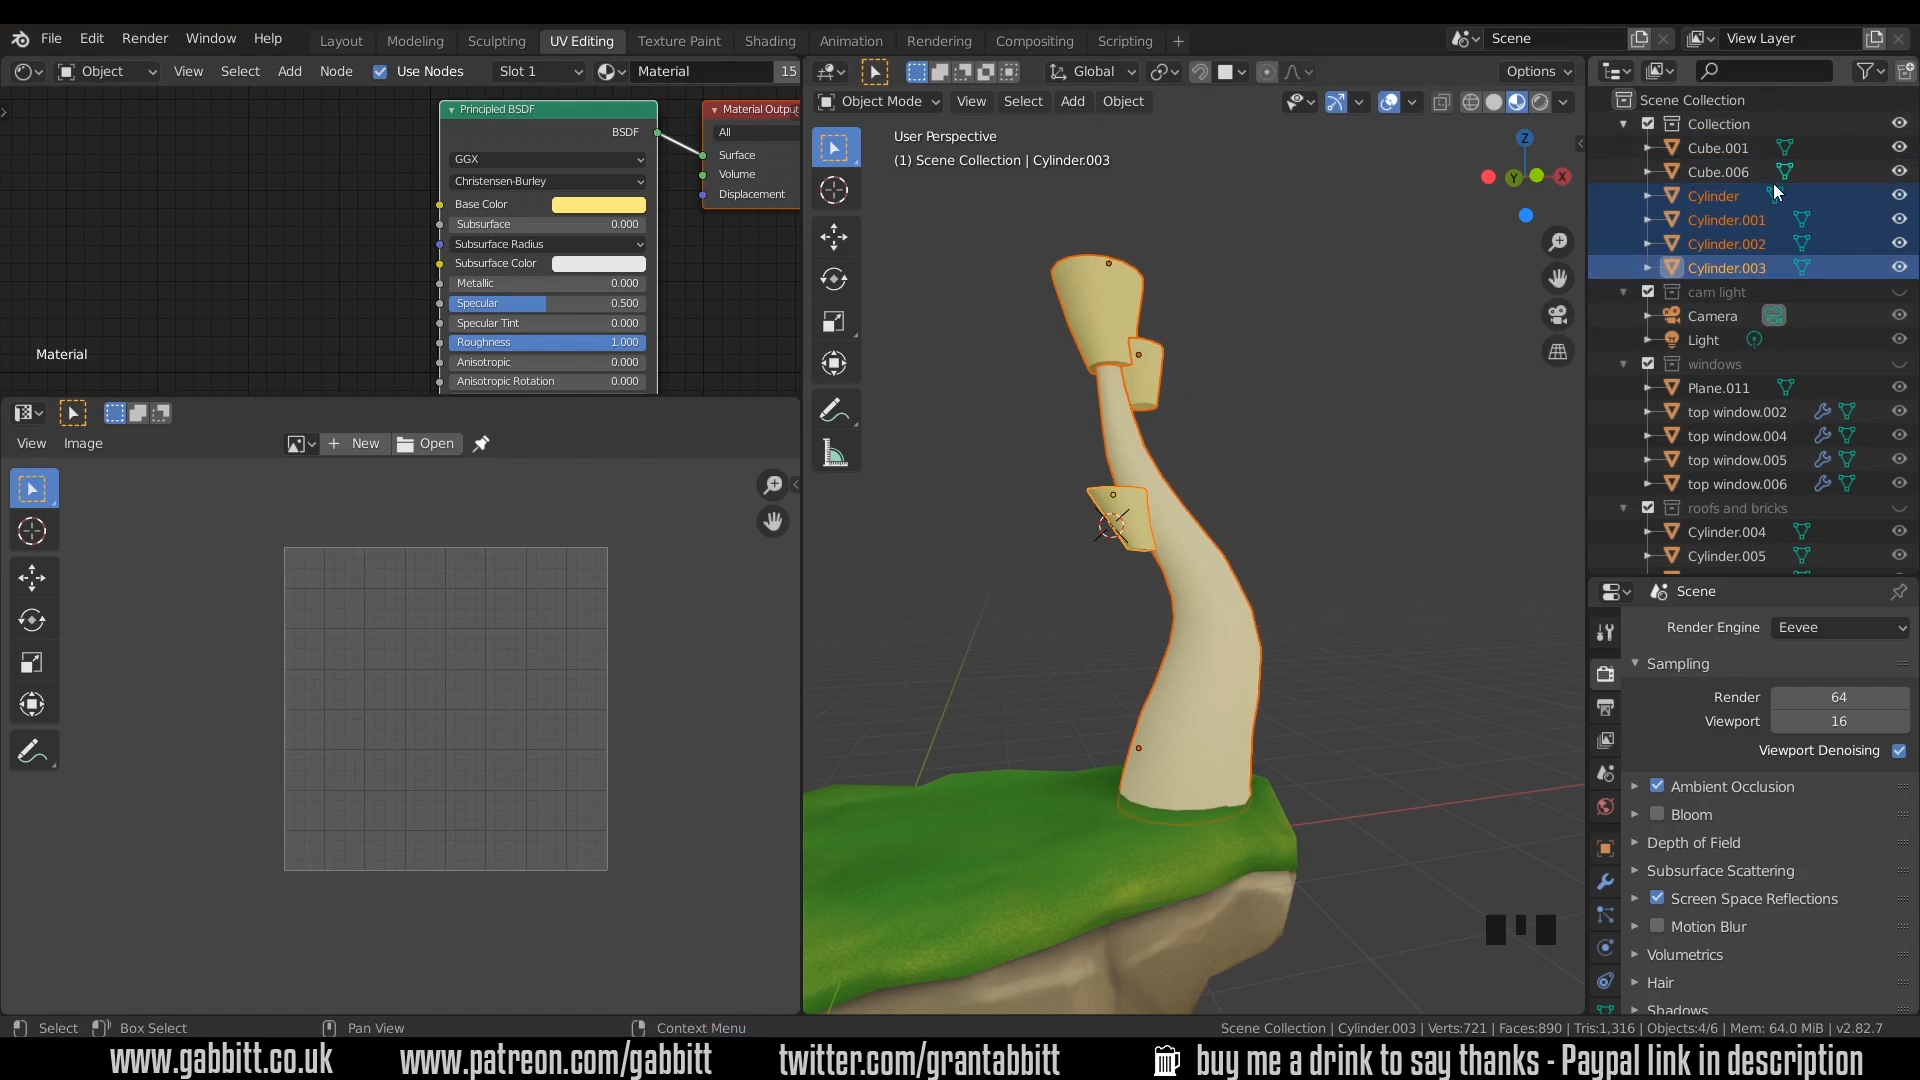 File Edit Render Window Help Layout Modeling Sculpting UV Editing Texture Paint Shading Animation Rendering Compositing Scripting + Scene View Layer
Object View Select Add Node Use Nodes Slot 1 Material 15 Global Options
Object Mode View Select Add Object
Principled BSDF
BSDF
GGX
Christensen-Burley
Base Color
Subsurface 0.000
Subsurface Radius
Subsurface Color
Metallic 0.000
Specular 0.500
Specular Tint 0.000
Roughness 1.000
Anisotropic 0.000
Anisotropic Rotation 0.000
Material Outpu
All
Surface
Volume
Displacement
Material
View Image + New Open
User Perspective
(1) Scene Collection | Cylinder.003
Z
Y
X
Scene Collection
Collection
Cube.001
Cube.006
Cylinder
Cylinder.001
Cylinder.002
Cylinder.003
cam light
Camera
Light
windows
Plane.011
top window.002
top window.004
top window.005
top window.006
roofs and bricks
Cylinder.004
Cylinder.005
Scene
Render Engine Eevee
Sampling
Render 64
Viewport 16
Viewport Denoising
Ambient Occlusion
Bloom
Depth of Field
Subsurface Scattering
Screen Space Reflections
Motion Blur
Volumetrics
Hair
Shadows
Select Box Select Pan View Context Menu Scene Collection | Cylinder.003 | Verts:721 | Faces:890 | Tris:1,316 | Objects:4/6 | Mem: 64.0 MiB | v2.82.7
www.gabbitt.co.uk www.patreon.com/gabbitt twitter.com/grantabbitt buy me a drink to say thanks - Paypal link in description